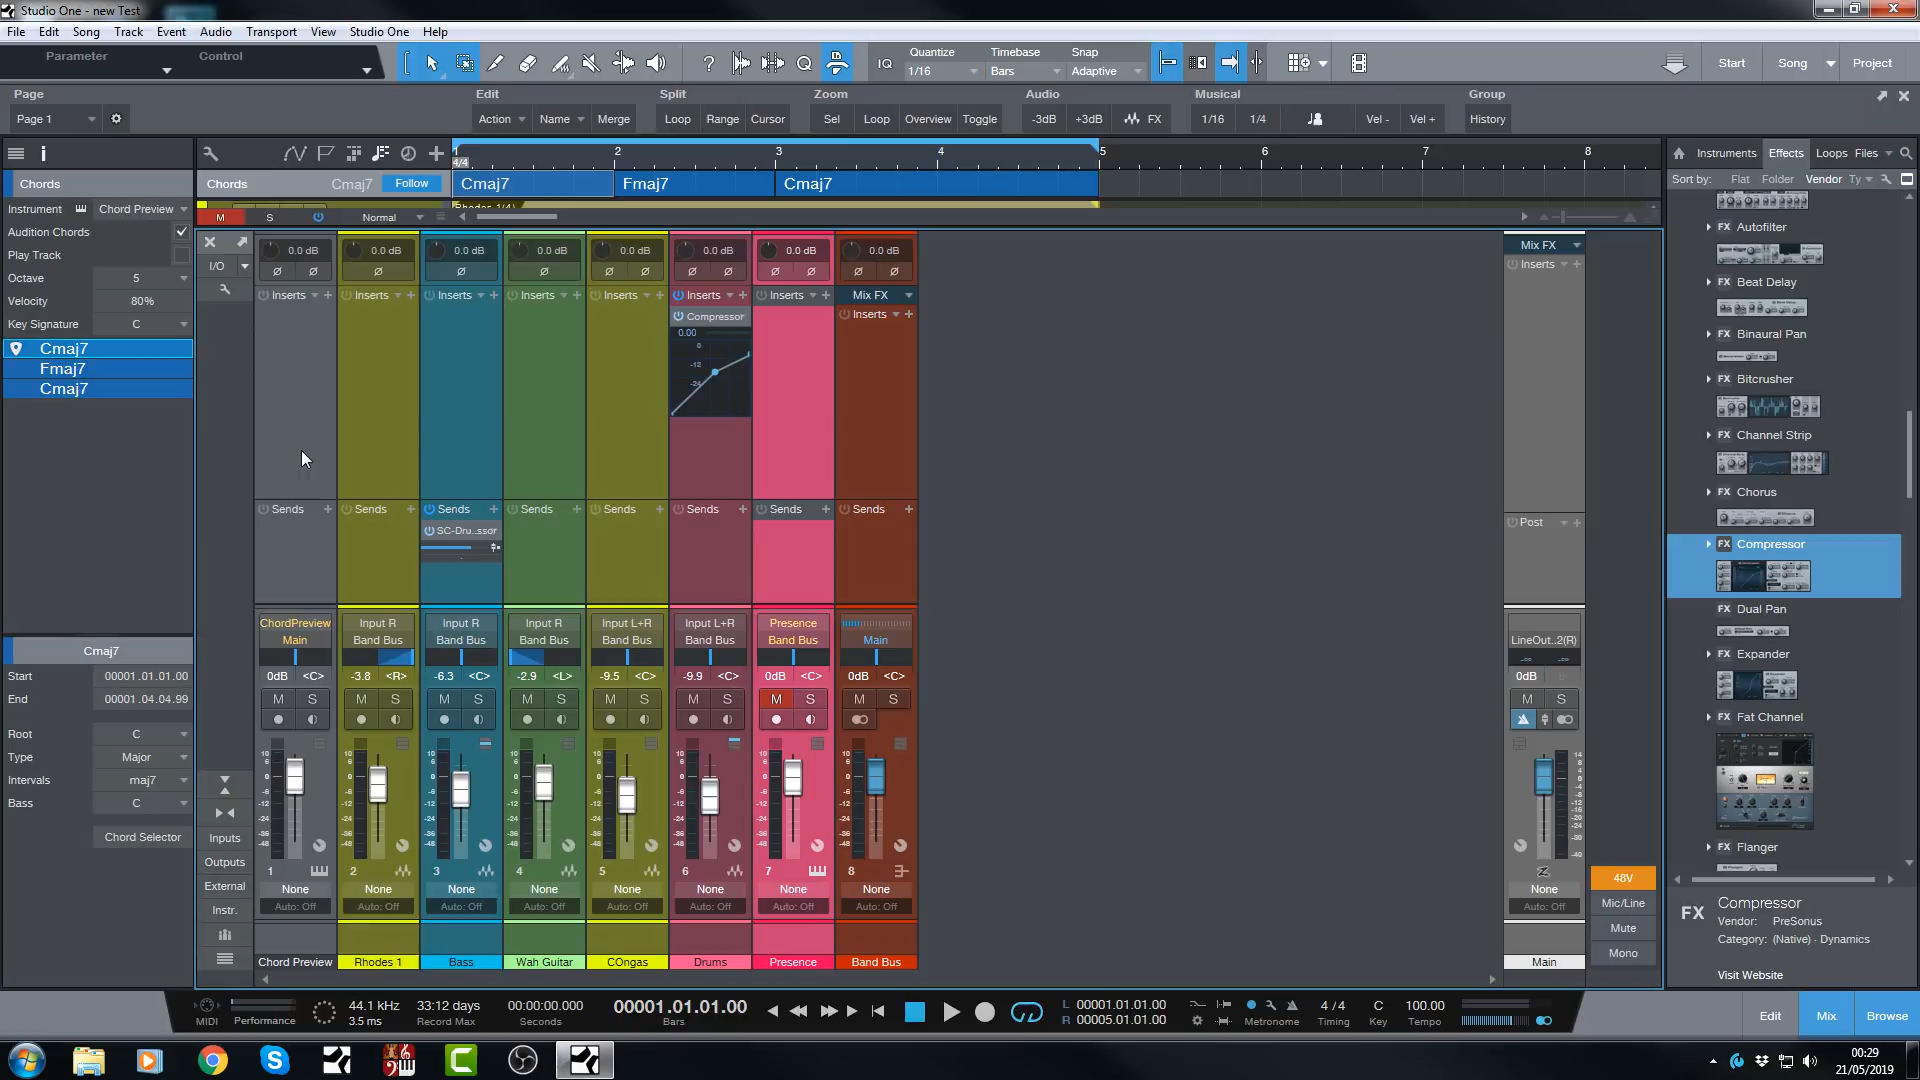 Studio One - new Test
File Edit Song Track Event Audio Transport View Studio One Help
Parameter Control
IQ
Quantize Timebase Snap
1/16 Bars Adaptive
Start Song Project
Page Edit Split Zoom Audio Musical Group
Page 1 Action Name Merge Loop Range Cursor Sel Loop Overview Toggle -3dB +3dB FX 1/16 1/4 Vel - Vel + History
1 2 3 4 5 6 7 8
4/4
Instruments Effects Loops Files
Chords
Chords Cmaj7 Follow Cmaj7 Fmaj7 Cmaj7
Sort by: Flat Folder Vendor Ty
Instrument Chord Preview
M S Normal
Audition Chords
Play Track
Octave 5
Velocity 80%
Key Signature C
Cmaj7
Fmaj7
Cmaj7
I/O
0.0 dB 0.0 dB 0.0 dB 0.0 dB 0.0 dB 0.0 dB 0.0 dB 0.0 dB
Mix FX
Inserts
Inserts Inserts Inserts Inserts Inserts Inserts Inserts Mix FX
Compressor Inserts
0.00
0
-12
-24
Sends Sends Sends Sends Sends Sends Sends Sends
SC-Dru..ssor
Post
ChordPreview Input R Input R Input R Input L+R Input L+R Presence
Main Band Bus Band Bus Band Bus Band Bus Band Bus Band Bus Main
LineOut..2(R)
0dB <C> -3.8 <R> -6.3 <C> -2.9 <L> -9.5 <C> -9.9 <C> 0dB <C> 0dB <C>
0dB
M S M S M S M S M S M S M S M S
M S
1 2 3 4 5 6 7 8
None None None None None None None None None
Auto: Off Auto: Off Auto: Off Auto: Off Auto: Off Auto: Off Auto: Off Auto: Off Auto: Off
Chord Preview Rhodes 1 Bass Wah Guitar COngas Drums Presence Band Bus Main
Inputs
Outputs
External
Instr.
48V
Mic/Line
Mute
Mono
Cmaj7
Start 00001.01.01.00
End 00001.04.04.99
Root C
Type Major
Intervals maj7
Bass C
Chord Selector
Autofilter
FX Beat Delay
FX Binaural Pan
FX Bitcrusher
FX Channel Strip
FX Chorus
FX Compressor
FX Dual Pan
FX Expander
FX Fat Channel
FX Flanger
FX Compressor
Vendor: PreSonus
Category: (Native) - Dynamics
Visit Website
MIDI Performance
44.1 kHz
3.5 ms
33:12 days
Record Max
00:00:00.000
Seconds
00001.01.01.00
Bars
L 00001.01.01.00
R 00005.01.01.00
Metronome
4 / 4
Timing
C
Key
100.00
Tempo
Edit Mix Browse
00:29
21/05/2019